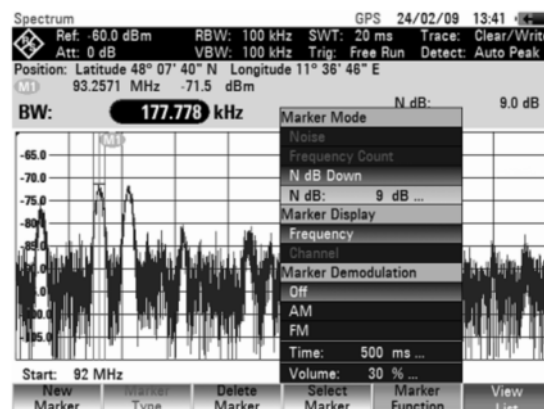 Spectrum GPS 24/02/09 13:41
Ref: -60.0 dBm RBW: 100 kHz SWT: 20 ms Trace: Clear/Write
Att: 0 dB VBW: 100 kHz Trig: Free Run Detect: Auto Peak
Position: Latitude 48° 07' 40" N Longitude 11° 36' 46" E
M1 93.2571 MHz -71.5 dBm
N dB: 9.0 dB
BW: 177.778 kHz
Marker Mode
Noise
Frequency Count
N dB Down
N dB: 9 dB ...
Marker Display
Frequency
Channel
Marker Demodulation
Off
AM
FM
Time: 500 ms ...
Volume: 30 % ...
M1
-65.0
-70.0
-75.0
Start: 92 MHz
New Marker
Marker Type
Delete Marker
Select Marker
Marker Function
View List